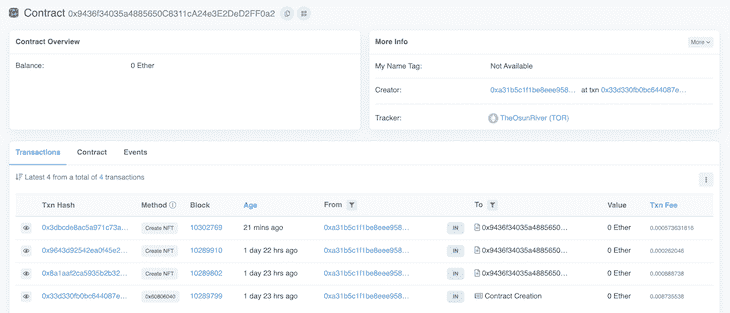 Contract 0x9436f34035a4885650C6311cA24e3E2DeD2FF0a2
Contract Overview
Balance: 0 Ether
More Info
More
My Name Tag: Not Available
Creator: 0xa31b5c1f1be8eee958... at txn 0x33d330fb0bc644087e...
Tracker: TheOsunRiver (TOR)
Transactions Contract Events
Latest 4 from a total of 4 transactions
Txn Hash Method Block Age From To Value Txn Fee
0x3dbcde8ac5a971c73a... Create NFT 10302763 21 mins ago 0xa31b5c1f1be8eee958... IN 0x9436f34035a4885650... 0 Ether 0.000573631816
0x9643d92542ea0f45e2... Create NFT 10289910 1 day 22 hrs ago 0xa31b5c1f1be8eee958... IN 0x9436f34035a4885650... 0 Ether 0.000282046
0x8a1aaf2ca5935b2b32... Create NFT 10289802 1 day 23 hrs ago 0xa31b5c1f1be8eee958... IN 0x9436f34035a4885650... 0 Ether 0.000886738
0x33d330fb0bc644087e... 0x60806040 10289799 1 day 23 hrs ago 0xa31b5c1f1be8eee958... IN Contract Creation 0 Ether 0.008735538